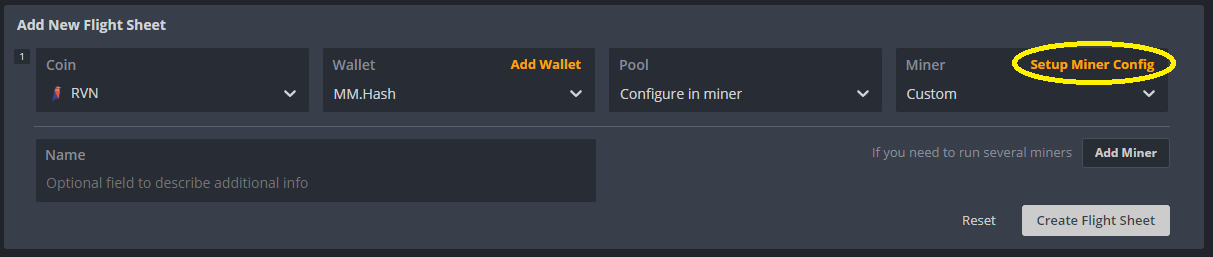 Add New Flight Sheet
1
Coin
RVN
Wallet
Add Wallet
MM.Hash
Pool
Configure in miner
Miner
Setup Miner Config
Custom
Name
Optional field to describe additional info
If you need to run several miners
Add Miner
Reset
Create Flight Sheet